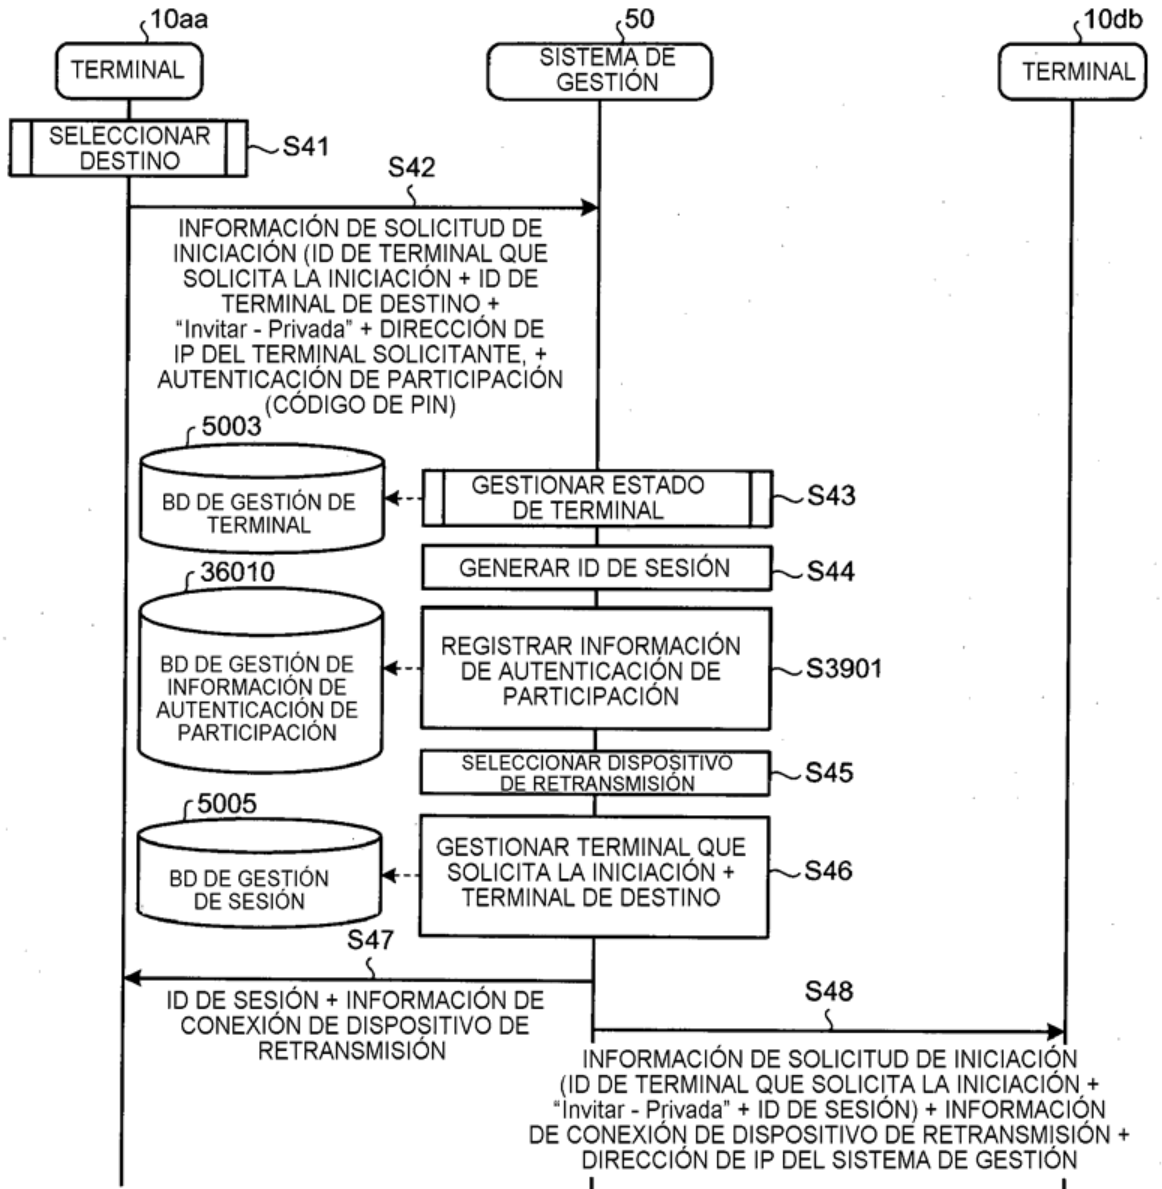 10aa
50
10db
TERMINAL
SISTEMA DE
GESTIÓN
TERMINAL
SELECCIONAR
DESTINO
S41
S42
INFORMACIÓN DE SOLICITUD DE
INICIACIÓN (ID DE TERMINAL QUE
SOLICITA LA INICIACIÓN + ID DE
TERMINAL DE DESTINO +
“Invitar - Privada” + DIRECCIÓN DE
IP DEL TERMINAL SOLICITANTE, +
AUTENTICACIÓN DE PARTICIPACIÓN
(CÓDIGO DE PIN)
5003
BD DE GESTIÓN DE
TERMINAL
GESTIONAR ESTADO
DE TERMINAL
S43
GENERAR ID DE SESIÓN
S44
36010
BD DE GESTIÓN DE
INFORMACIÓN DE
AUTENTICACIÓN DE
PARTICIPACIÓN
REGISTRAR INFORMACIÓN
DE AUTENTICACIÓN DE
PARTICIPACIÓN
S3901
SELECCIONAR DISPOSITIVO
DE RETRANSMISIÓN
S45
5005
BD DE GESTIÓN
DE SESIÓN
GESTIONAR TERMINAL QUE
SOLICITA LA INICIACIÓN +
TERMINAL DE DESTINO
S46
S47
ID DE SESIÓN + INFORMACIÓN DE
CONEXIÓN DE DISPOSITIVO DE
RETRANSMISIÓN
S48
INFORMACIÓN DE SOLICITUD DE INICIACIÓN
(ID DE TERMINAL QUE SOLICITA LA INICIACIÓN +
“Invitar - Privada” + ID DE SESIÓN) + INFORMACIÓN
DE CONEXIÓN DE DISPOSITIVO DE RETRANSMISIÓN +
DIRECCIÓN DE IP DEL SISTEMA DE GESTIÓN